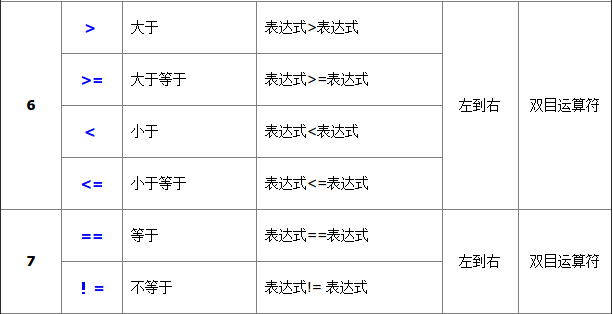 > 大于 表达式>表达式
>= 大于等于 表达式>=表达式
6 左到右 双目运算符
< 小于 表达式<表达式
<= 小于等于 表达式<=表达式
== 等于 表达式==表达式
7 左到右 双目运算符
! = 不等于 表达式!= 表达式